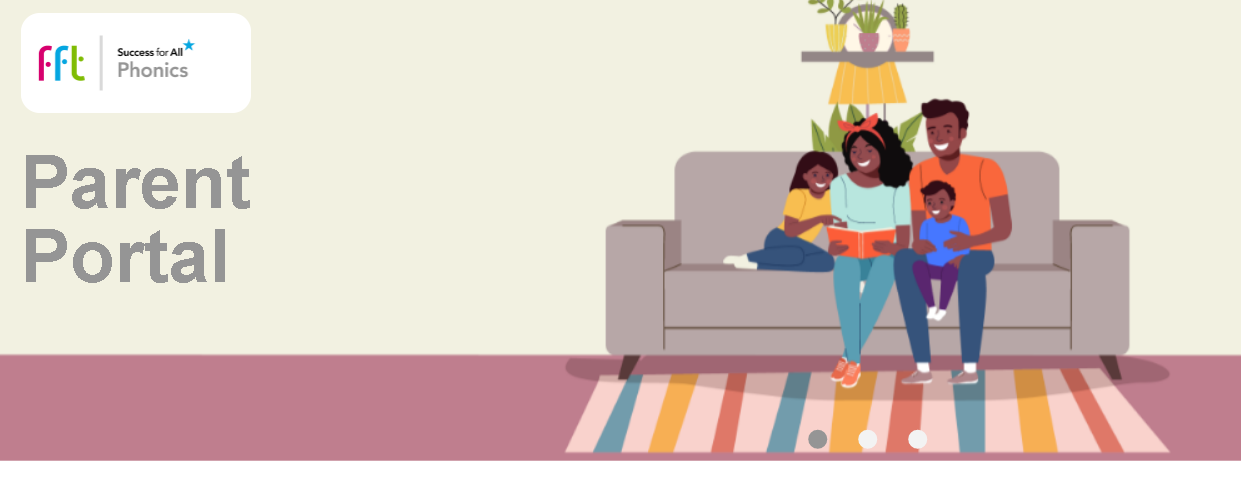 fft
Success for All
Phonics
Parent
Portal